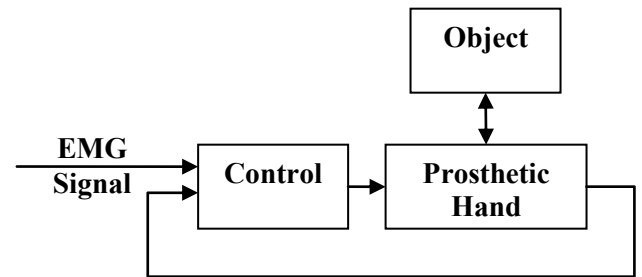 Object
EMG
Signal
Control
Prosthetic
Hand